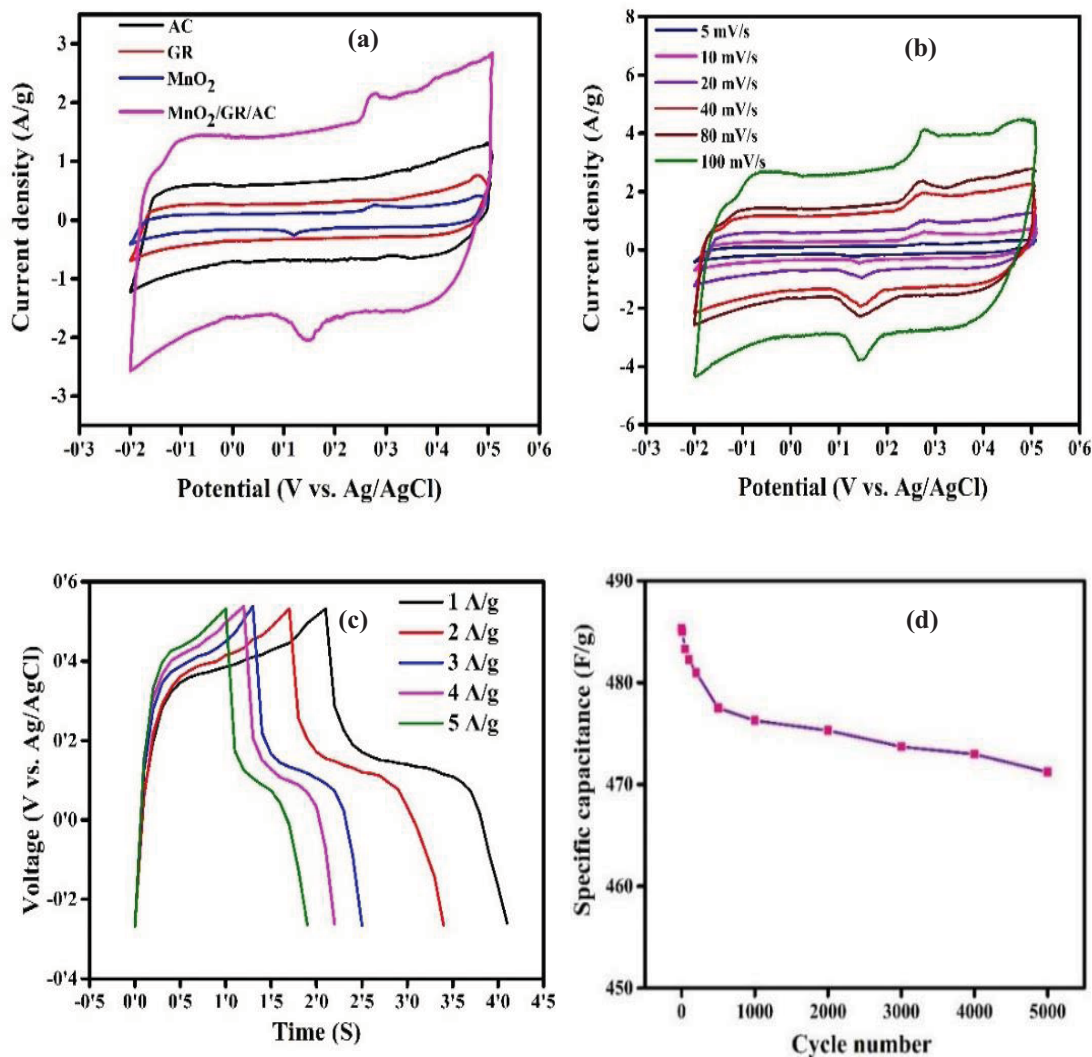 (a)
AC
GR
MnO₂
MnO₂/GR/AC
Current density (A/g)
3
2
1
0
-1
-2
-3
-0'3 -0'2 -0'1 0'0 0'1 0'2 0'3 0'4 0'5 0'6
Potential (V vs. Ag/AgCl)
(b)
5 mV/s
10 mV/s
20 mV/s
40 mV/s
80 mV/s
100 mV/s
Current density (A/g)
8
6
4
2
0
-2
-4
-6
-0'3 -0'2 -0'1 0'0 0'1 0'2 0'3 0'4 0'5 0'6
Potential (V vs. Ag/AgCl)
(c)
1 A/g
2 A/g
3 A/g
4 A/g
5 A/g
Voltage (V vs. Ag/AgCl)
0'6
0'4
0'2
0'0
-0'2
-0'4
-0'5 0'0 0'5 1'0 1'5 2'0 2'5 3'0 3'5 4'0 4'5
Time (S)
(d)
Specific capacitance (F/g)
490
480
470
460
450
0 1000 2000 3000 4000 5000
Cycle number